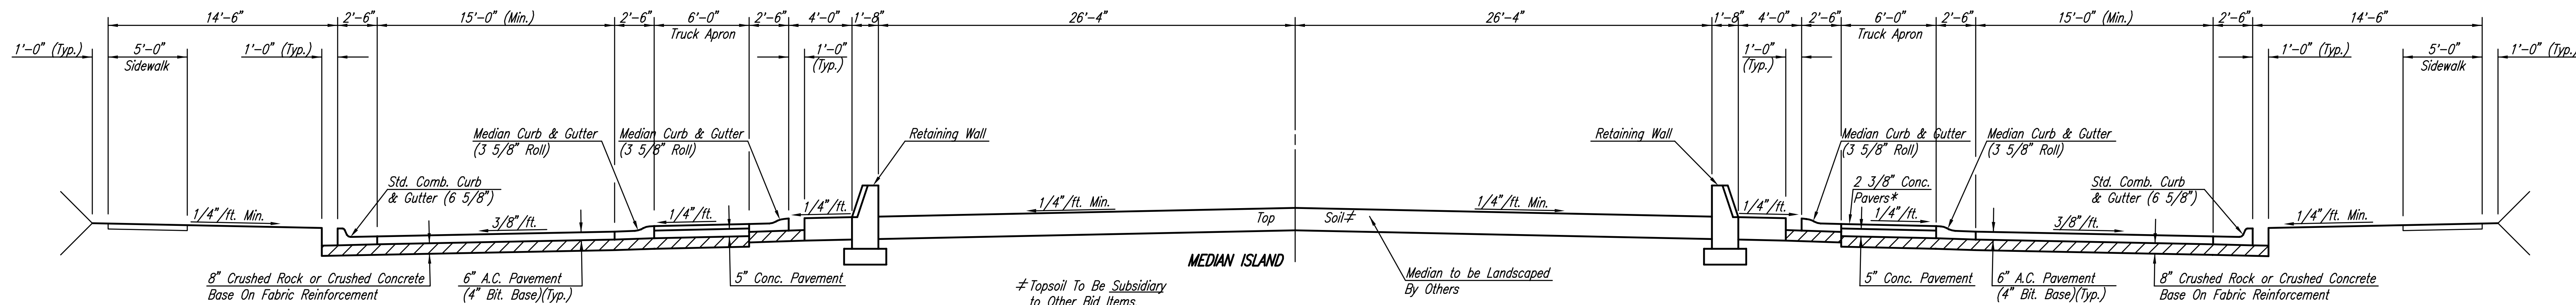 14'-6" 2'-6" 15'-0" (Min.) 2'-6" 6'-0" 2'-6" 4'-0" 1'-8" 26'-4" 26'-4" 1'-8" 4'-0" 2'-6" 6'-0" 2'-6" 15'-0" (Min.) 2'-6" 14'-6"
Truck Apron Truck Apron
1'-0" (Typ.) 5'-0" 1'-0" (Typ.) 1'-0" 1'-0" 1'-0" (Typ.) 5'-0" 1'-0" (Typ.)
Sidewalk (Typ.) (Typ.) Sidewalk
Median Curb & Gutter Median Curb & Gutter Retaining Wall Retaining Wall Median Curb & Gutter Median Curb & Gutter
(3 5/8" Roll) (3 5/8" Roll) (3 5/8" Roll) (3 5/8" Roll)
Std. Comb. Curb 2 3/8" Conc. Std. Comb. Curb
& Gutter (6 5/8") Pavers* & Gutter (6 5/8")
1/4"/ft. Min. 3/8"/ft. 1/4"/ft. 1/4"/ft. 1/4"/ft. Min. 1/4"/ft. Min. 1/4"/ft. 1/4"/ft. 3/8"/ft. 1/4"/ft. Min.
Top Soil≠
MEDIAN ISLAND
8" Crushed Rock or Crushed Concrete 6" A.C. Pavement 5" Conc. Pavement Median to be Landscaped 5" Conc. Pavement 6" A.C. Pavement 8" Crushed Rock or Crushed Concrete
Base On Fabric Reinforcement (4" Bit. Base)(Typ.) By Others (4" Bit. Base)(Typ.) Base On Fabric Reinforcement
≠ Topsoil To Be Subsidiary
to Other Bid Items.